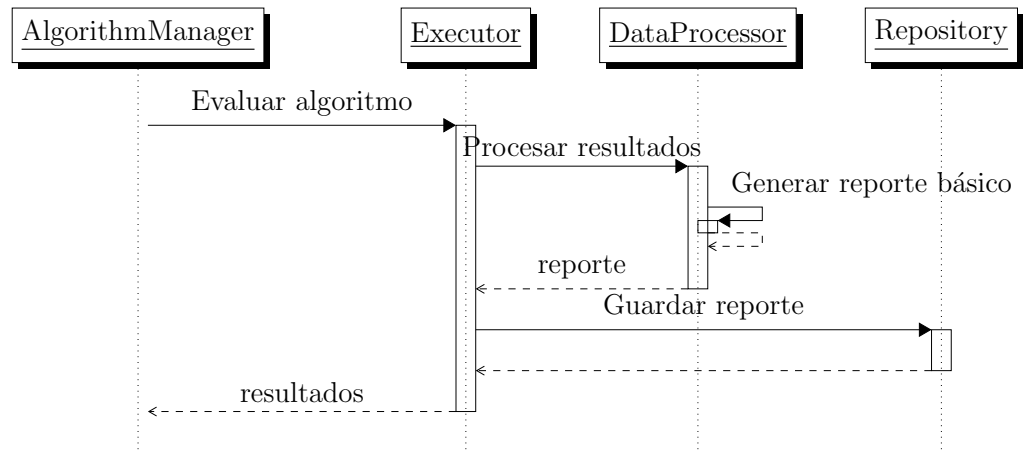 AlgorithmManager
Executor
DataProcessor
Repository
Evaluar algoritmo
Procesar resultados
Generar reporte básico
reporte
Guardar reporte
resultados